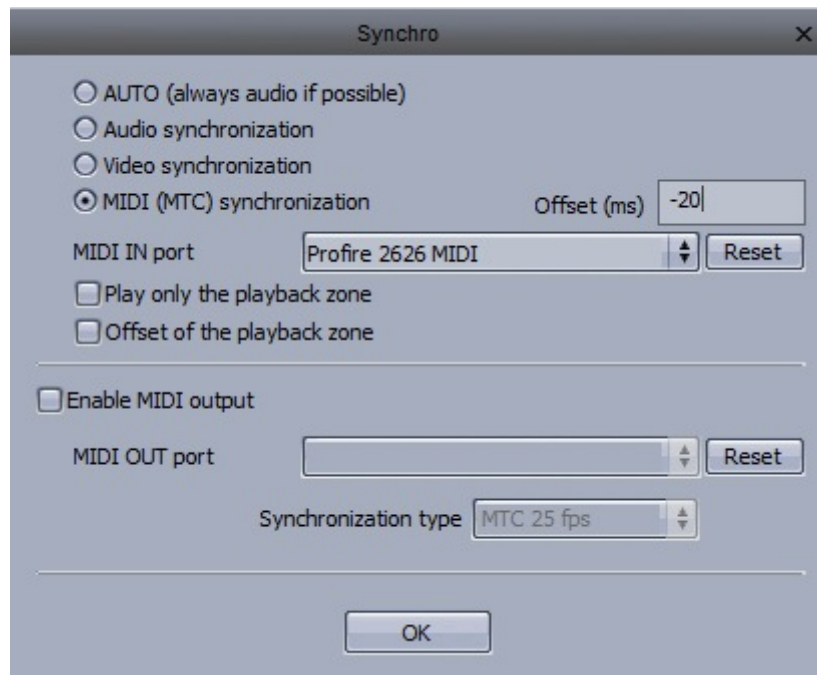 Synchro
AUTO (always audio if possible)
Audio synchronization
Video synchronization
MIDI (MTC) synchronization Offset (ms) -20
MIDI IN port Profire 2626 MIDI Reset
Play only the playback zone
Offset of the playback zone
Enable MIDI output
MIDI OUT port Reset
Synchronization type MTC 25 fps
OK